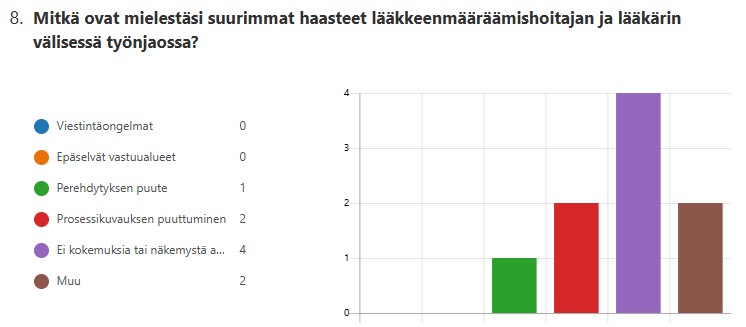 8. Mitkä ovat mielestäsi suurimmat haasteet lääkkeenmääräämishoitajan ja lääkärin
välisessä työnjaossa?
Viestintäongelmat 0
Epäselvät vastuualueet 0
Perehdytyksen puute 1
Prosessikuvauksen puuttuminen 2
Ei kokemuksia tai näkemystä a... 4
Muu 2
4
3
2
1
0